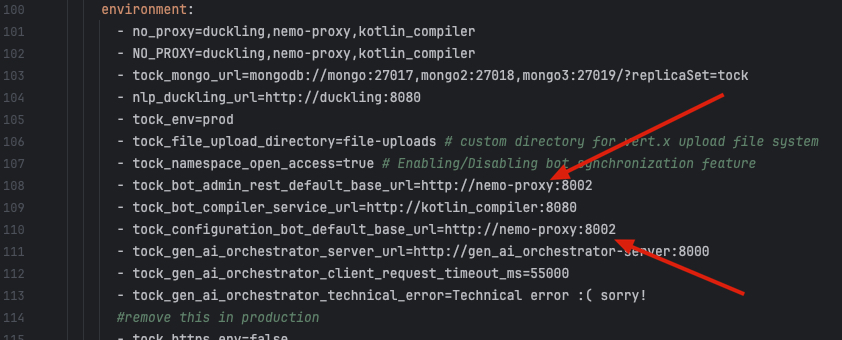 100 environment:
101 - no_proxy=duckling,nemo-proxy,kotlin_compiler
102 - NO_PROXY=duckling,nemo-proxy,kotlin_compiler
103 - tock_mongo_url=mongodb://mongo:27017,mongo2:27018,mongo3:27019/?replicaSet=tock
104 - nlp_duckling_url=http://duckling:8080
105 - tock_env=prod
106 - tock_file_upload_directory=file-uploads # custom directory for vert.x upload file system
107 - tock_namespace_open_access=true # Enabling/Disabling bot synchronization feature
108 - tock_bot_admin_rest_default_base_url=http://nemo-proxy:8002
109 - tock_bot_compiler_service_url=http://kotlin_compiler:8080
110 - tock_configuration_bot_default_base_url=http://nemo-proxy:8002
111 - tock_gen_ai_orchestrator_server_url=http://gen_ai_orchestrator-server:8000
112 - tock_gen_ai_orchestrator_client_request_timeout_ms=55000
113 - tock_gen_ai_orchestrator_technical_error=Technical error :( sorry!
114 #remove this in production
115 - tock_https_env=false